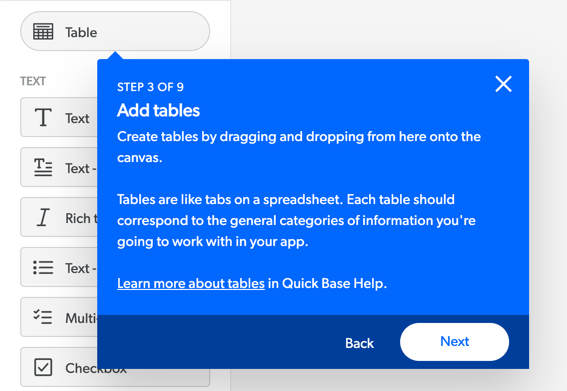 Table
STEP 3 OF 9
Add tables
Create tables by dragging and dropping from here onto the
canvas.
Tables are like tabs on a spreadsheet. Each table should
correspond to the general categories of information you're
going to work with in your app.
Learn more about tables in Quick Base Help.
Back
Next
TEXT
Text
Text -
Rich t
Text -
Multi-
Checkbox